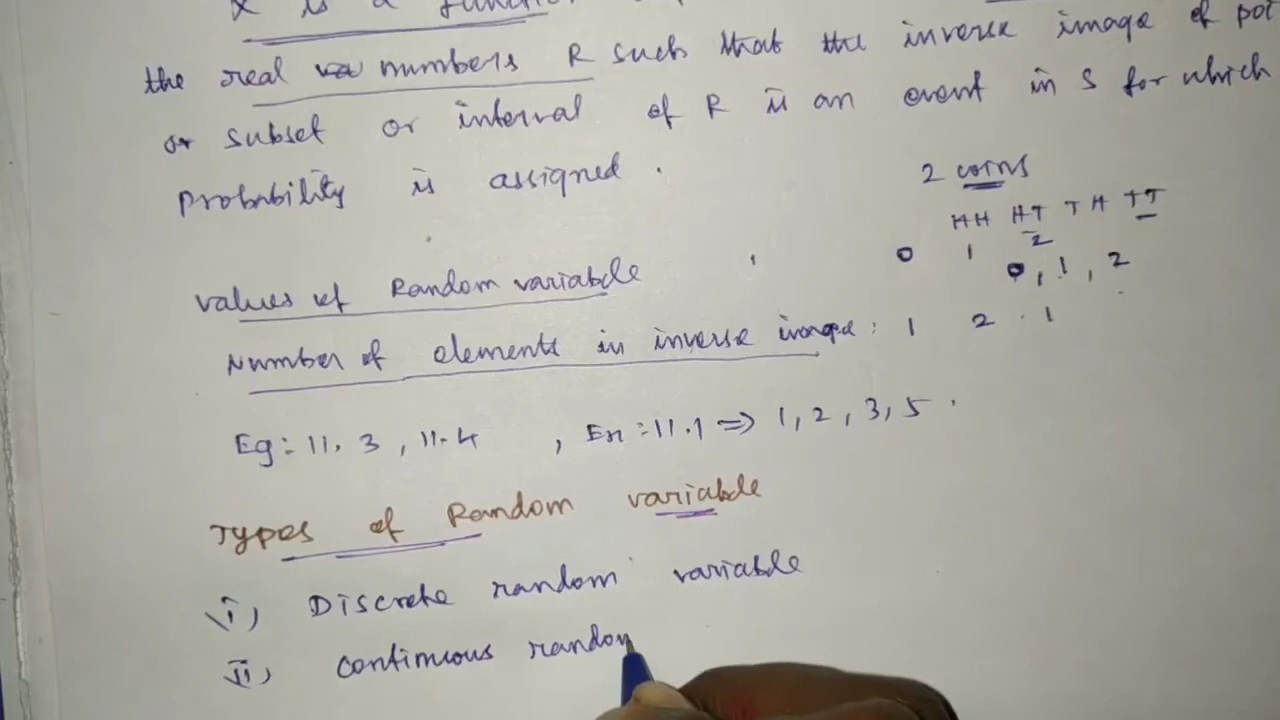 X is a function
the real numbers R such that the inverse image of poi
or subset or interval of R is an event in S for which
Probability is assigned.
2 coins
HH HT TH TT
0 1 2
0, 1, 2
Values of Random variable
Number of elements in inverse image: 1 2 1
Eg: 11.3, 11.4, Ex: 11.1 ⇒ 1, 2, 3, 5.
Types of Random variable
i) Discrete random variable
ii) continuous random